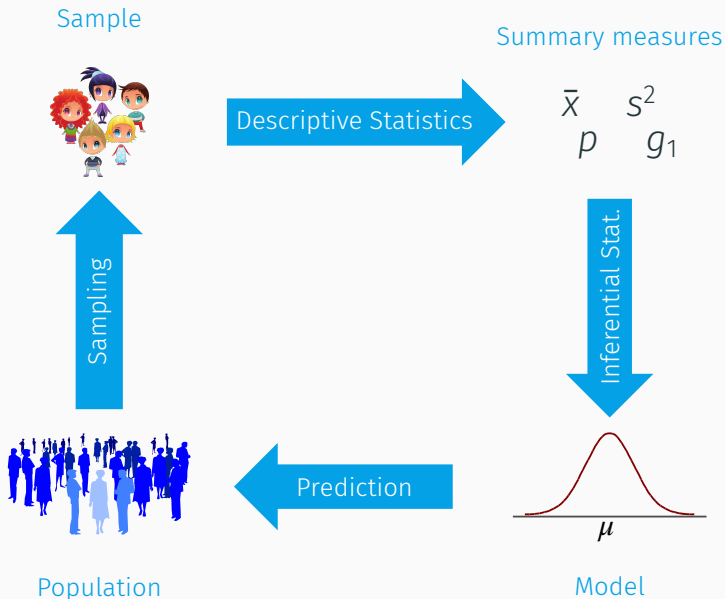 Sample
Summary measures
Descriptive Statistics
x̄ s²
p g₁
Sampling
Inferential Stat.
Prediction
μ
Population
Model